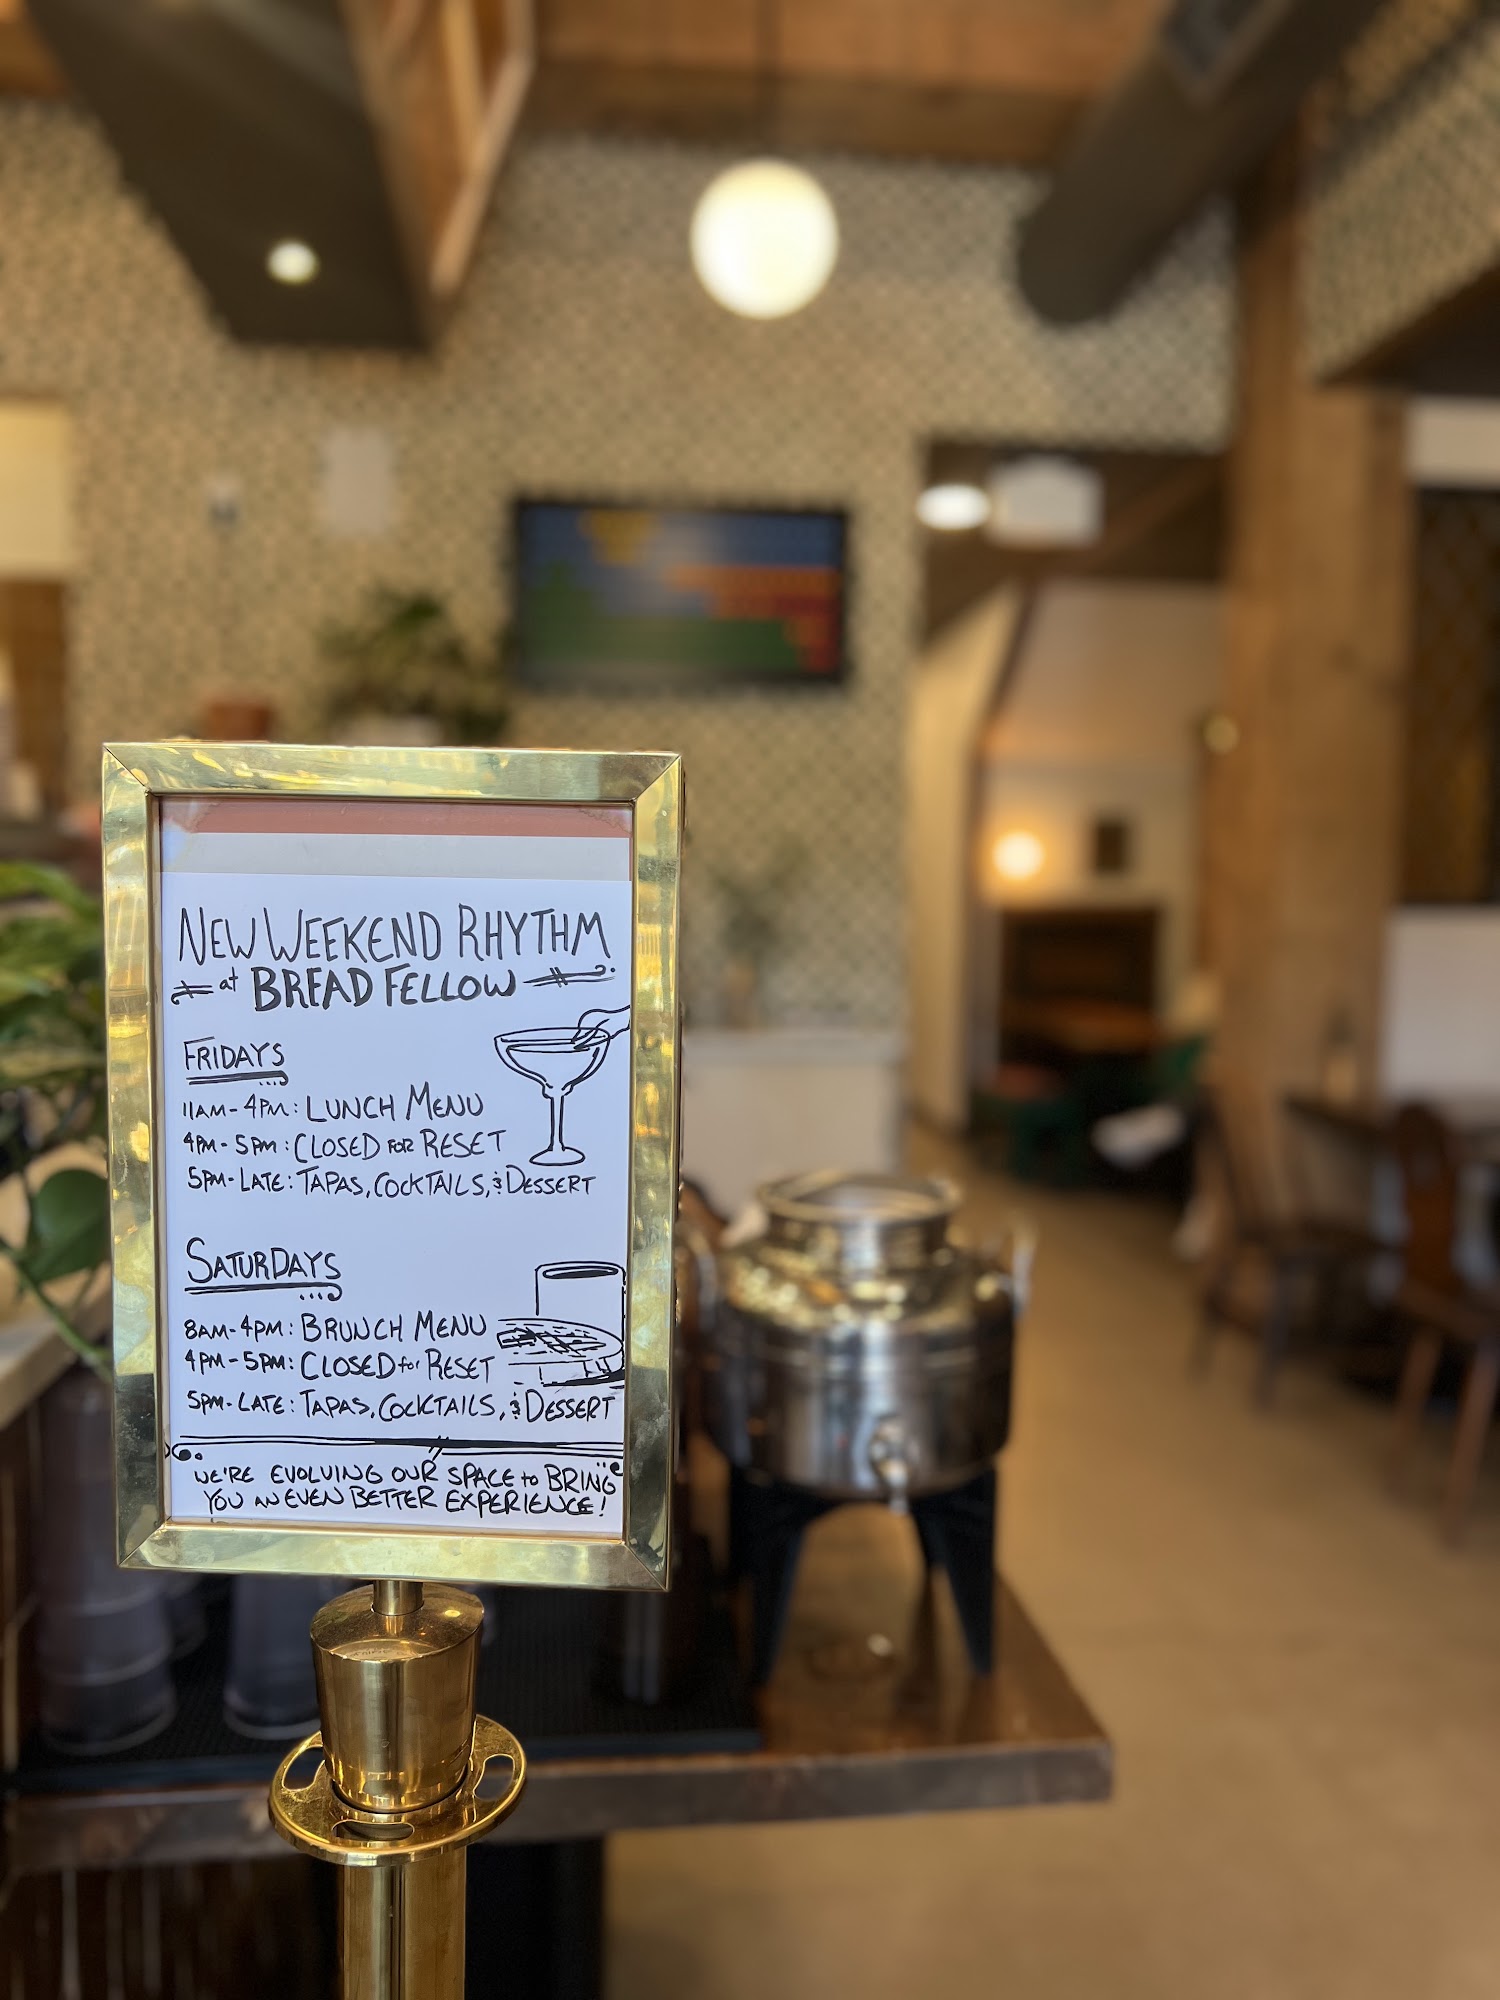 NEW WEEKEND RHYTHM
at BREAD FELLOW
FRIDAYS
11AM - 4PM: LUNCH MENU
4PM - 5PM: CLOSED FOR RESET
5PM - LATE: TAPAS, COCKTAILS, & DESSERT
SATURDAYS
8AM - 4PM: BRUNCH MENU
4PM - 5PM: CLOSED for RESET
5PM - LATE: TAPAS, COCKTAILS, & DESSERT
WE'RE EVOLVING OUR SPACE to BRING
YOU AN EVEN BETTER EXPERIENCE!